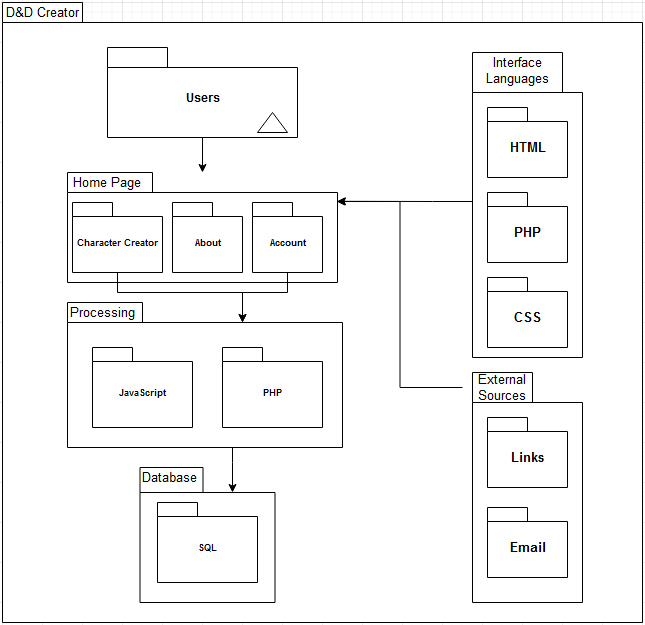 D&D Creator
Users
Interface
Languages
HTML
PHP
CSS
Home Page
Character Creator
About
Account
Processing
JavaScript
PHP
External
Sources
Links
Email
Database
SQL